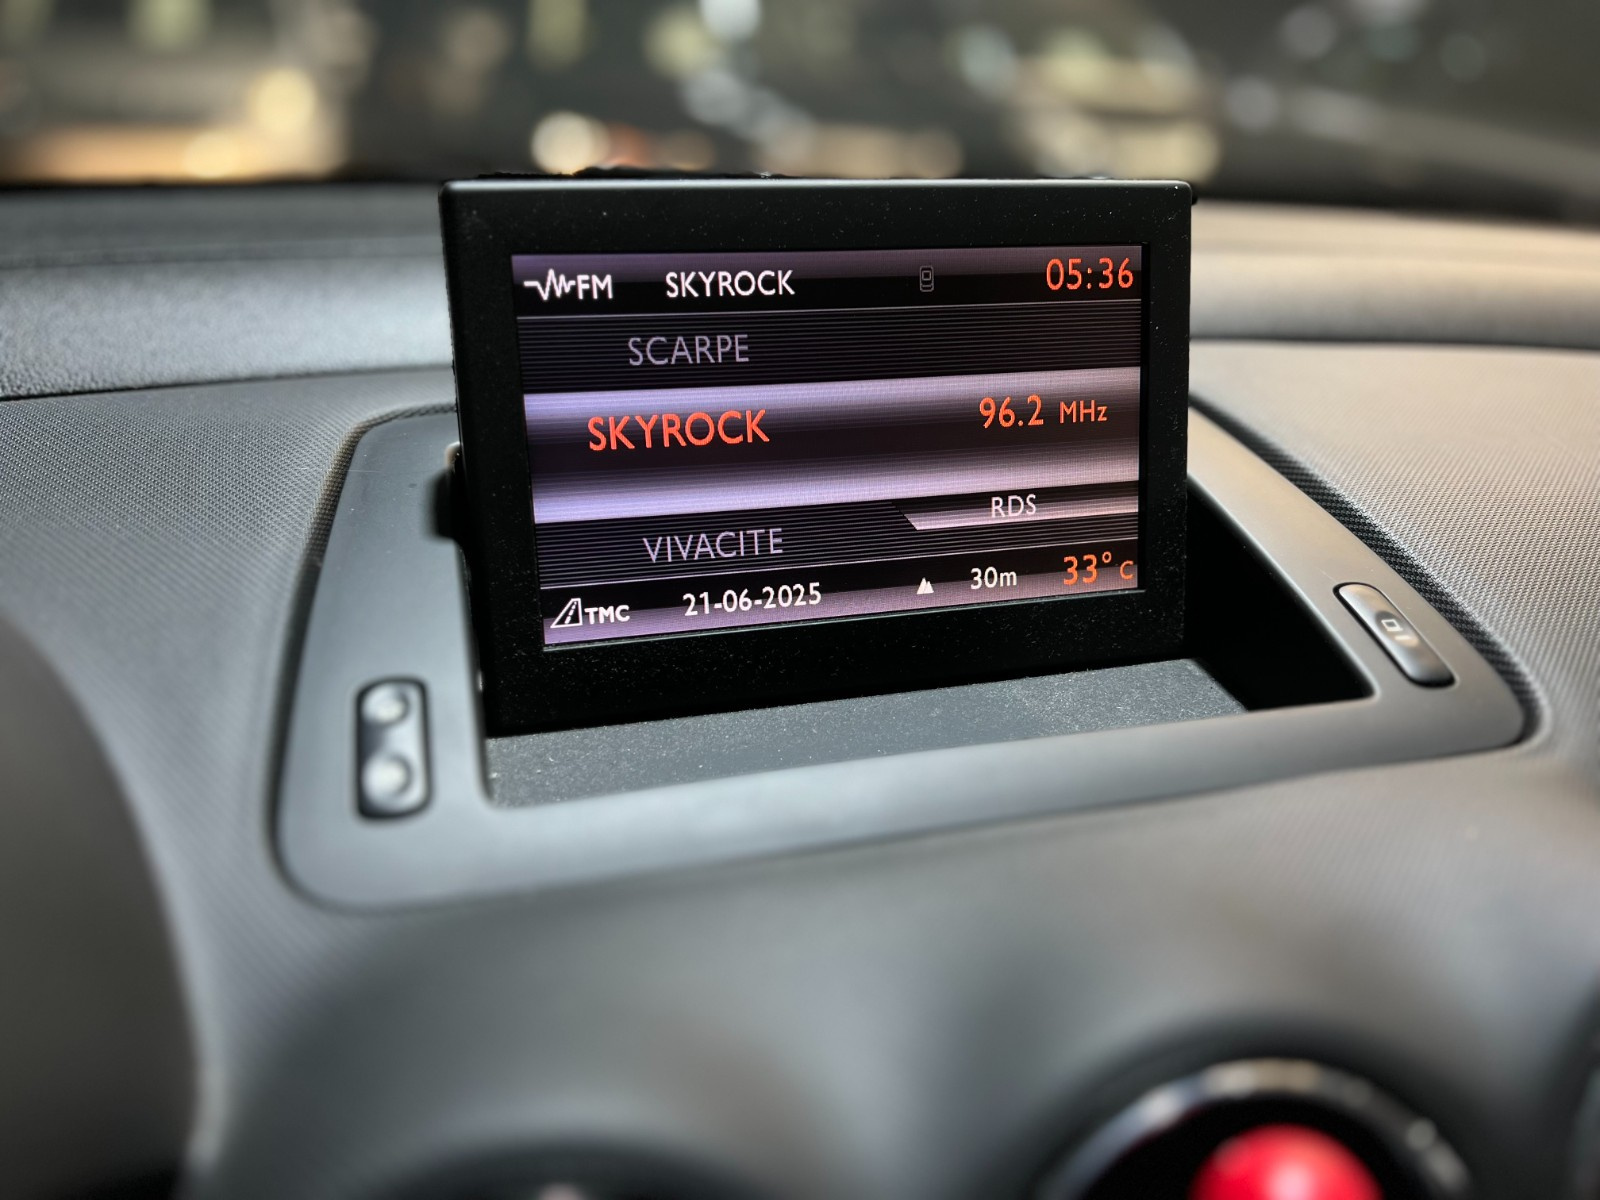 FM SKYROCK 05:36
SCARPE
SKYROCK 96.2 MHz
RDS
VIVACITE
TMC 21-06-2025 30m 33° C